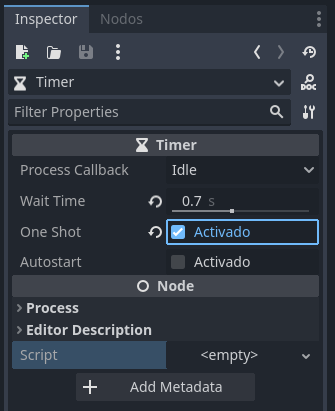 Inspector Nodos
Timer
DOC
Filter Properties
Timer
Process Callback Idle
Wait Time 0.7 s
One Shot Activado
Autostart Activado
Node
Process
Editor Description
Script <empty>
Add Metadata